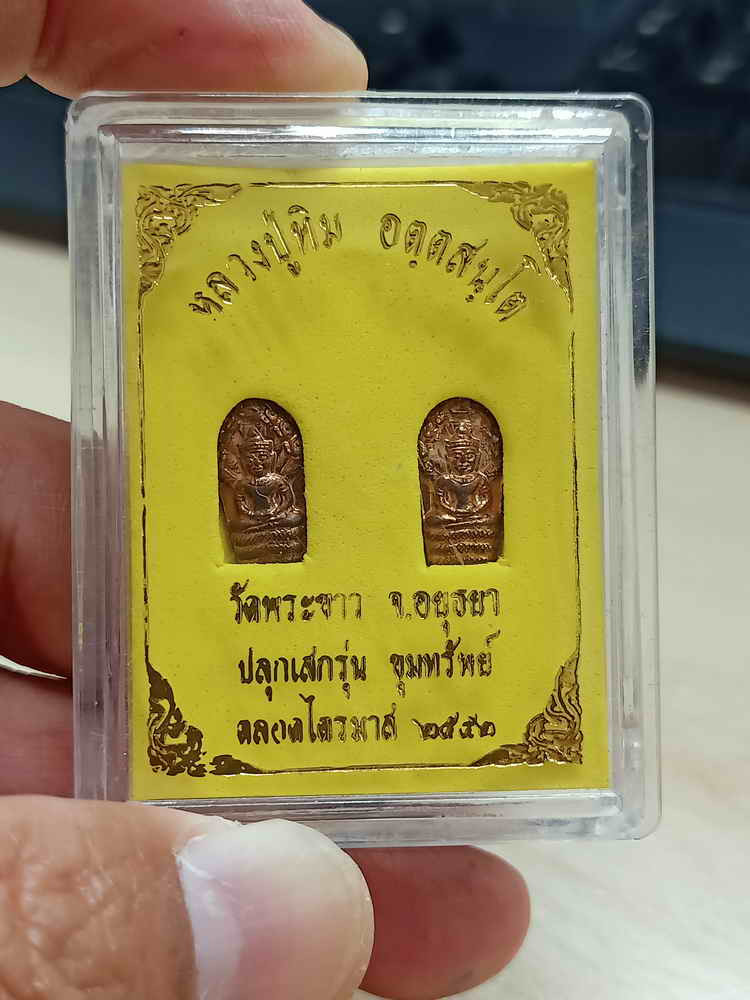 หลวงปู่ทิม อตฺตสนฺโต
วัดพระขาว จ.อยุธยา
ปลุกเสกรุ่น ขุมทรัพย์
ตลอดไตรมาส ๒๕๕๒